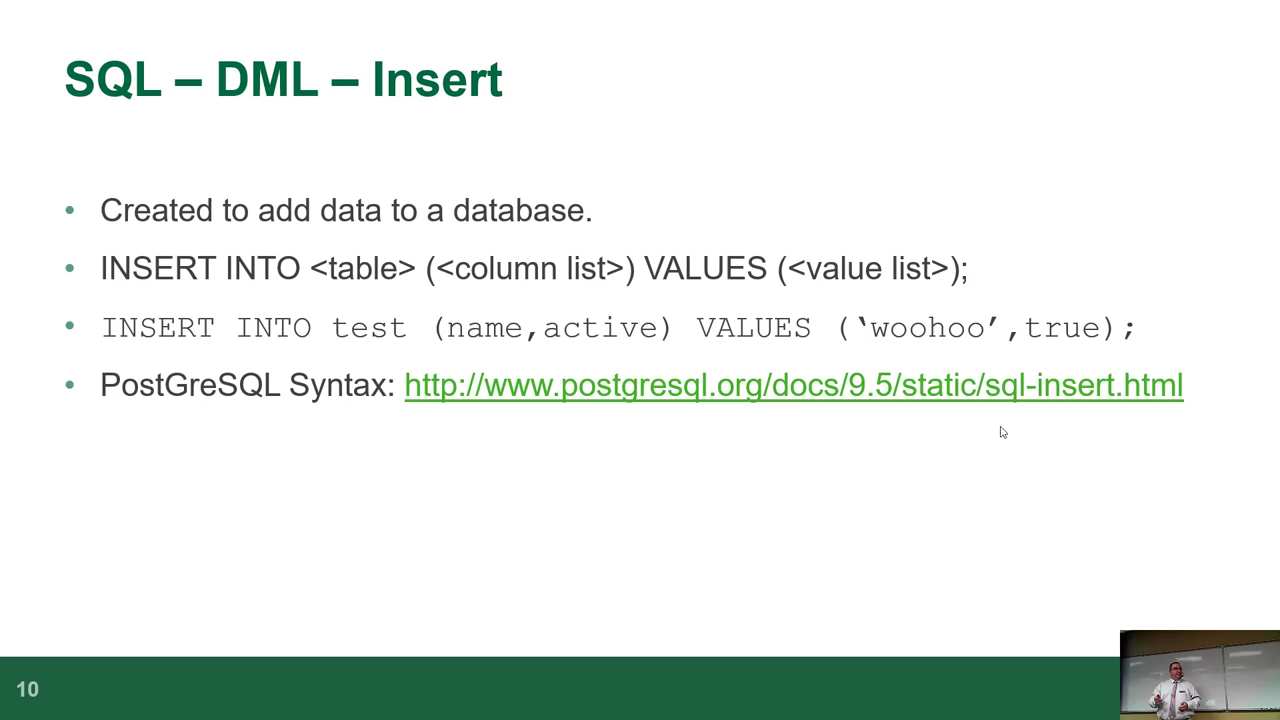 SQL – DML – Insert
• Created to add data to a database.
• INSERT INTO <table> (<column list>) VALUES (<value list>);
• INSERT INTO test (name,active) VALUES (‘woohoo’,true);
• PostGreSQL Syntax: http://www.postgresql.org/docs/9.5/static/sql-insert.html
10